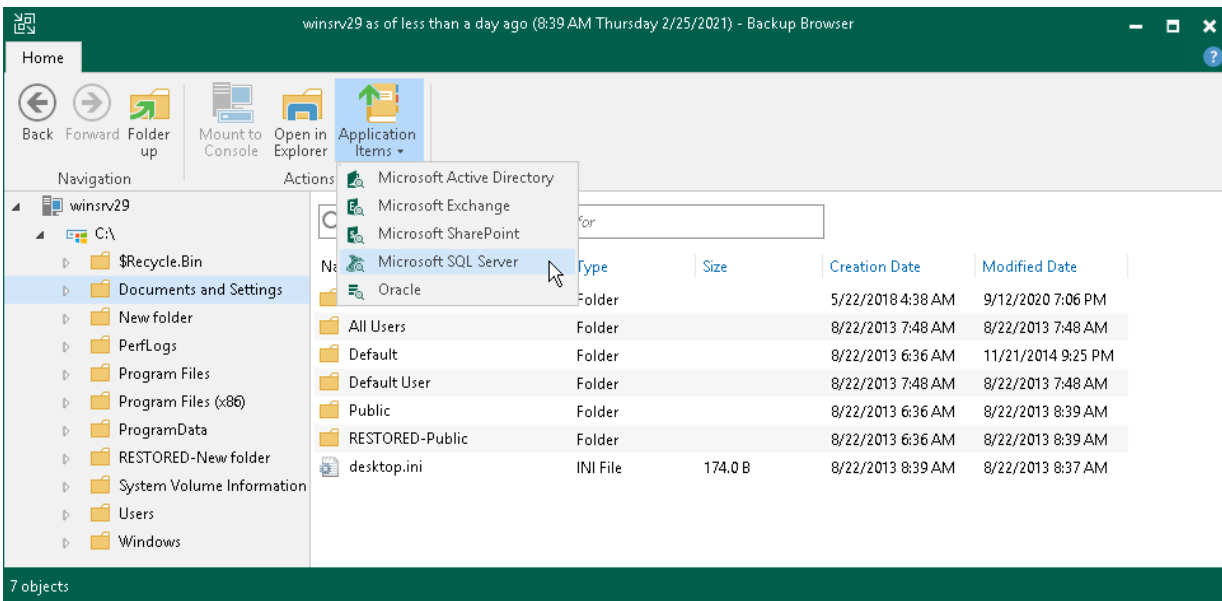 winsrv29 as of less than a day ago (8:39 AM Thursday 2/25/2021) - Backup Browser
Home
?
Back Forward Folder up
Mount to Console Open in Explorer Application Items
Navigation
Actions
Microsoft Active Directory
Microsoft Exchange
Microsoft SharePoint
Microsoft SQL Server
Oracle
winsrv29
C:\
$Recycle.Bin
Documents and Settings
New folder
PerfLogs
Program Files
Program Files (x86)
ProgramData
RESTORED-New folder
System Volume Information
Users
Windows
for
Type Size Creation Date Modified Date
Folder 5/22/2018 4:38 AM 9/12/2020 7:06 PM
All Users Folder 8/22/2013 7:48 AM 8/22/2013 7:48 AM
Default Folder 8/22/2013 6:36 AM 11/21/2014 9:25 PM
Default User Folder 8/22/2013 7:48 AM 8/22/2013 7:48 AM
Public Folder 8/22/2013 6:36 AM 8/22/2013 8:39 AM
RESTORED-Public Folder 8/22/2013 6:36 AM 8/22/2013 8:39 AM
desktop.ini INI File 174.0 B 8/22/2013 8:39 AM 8/22/2013 8:37 AM
7 objects